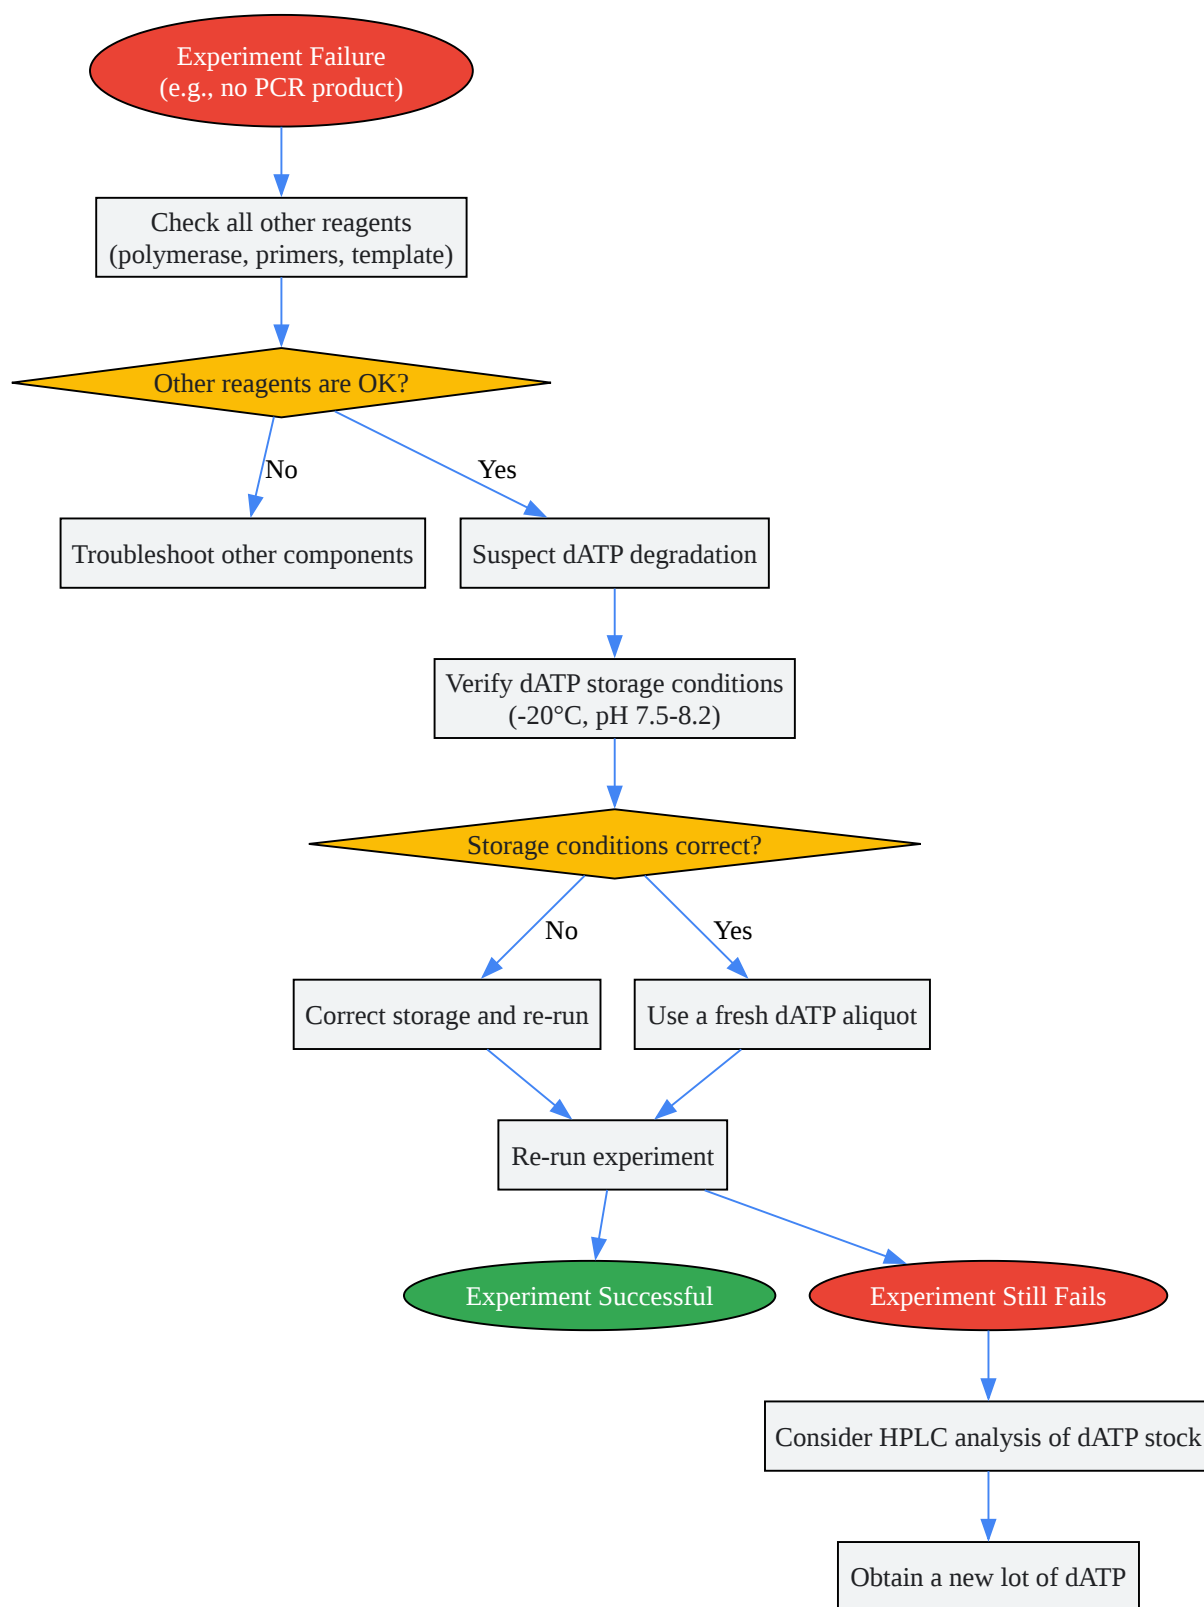 Experiment Failure
(e.g., no PCR product)
Check all other reagents
(polymerase, primers, template)
Other reagents are OK?
No
Yes
Troubleshoot other components
Suspect dATP degradation
Verify dATP storage conditions
(-20°C, pH 7.5-8.2)
Storage conditions correct?
No
Yes
Correct storage and re-run
Use a fresh dATP aliquot
Re-run experiment
Experiment Successful
Experiment Still Fails
Consider HPLC analysis of dATP stock
Obtain a new lot of dATP